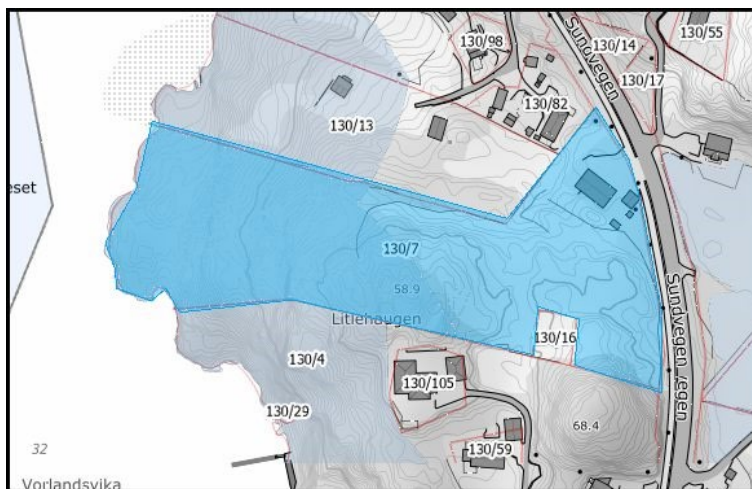 130/98
Sundvegen
130/14
130/55
130/17
130/82
130/13
eset
130/7
58.9
Litlehaugen
130/16
Sundvegen
vegen
130/4
130/105
130/29
68.4
130/59
32
Vorlandsvika